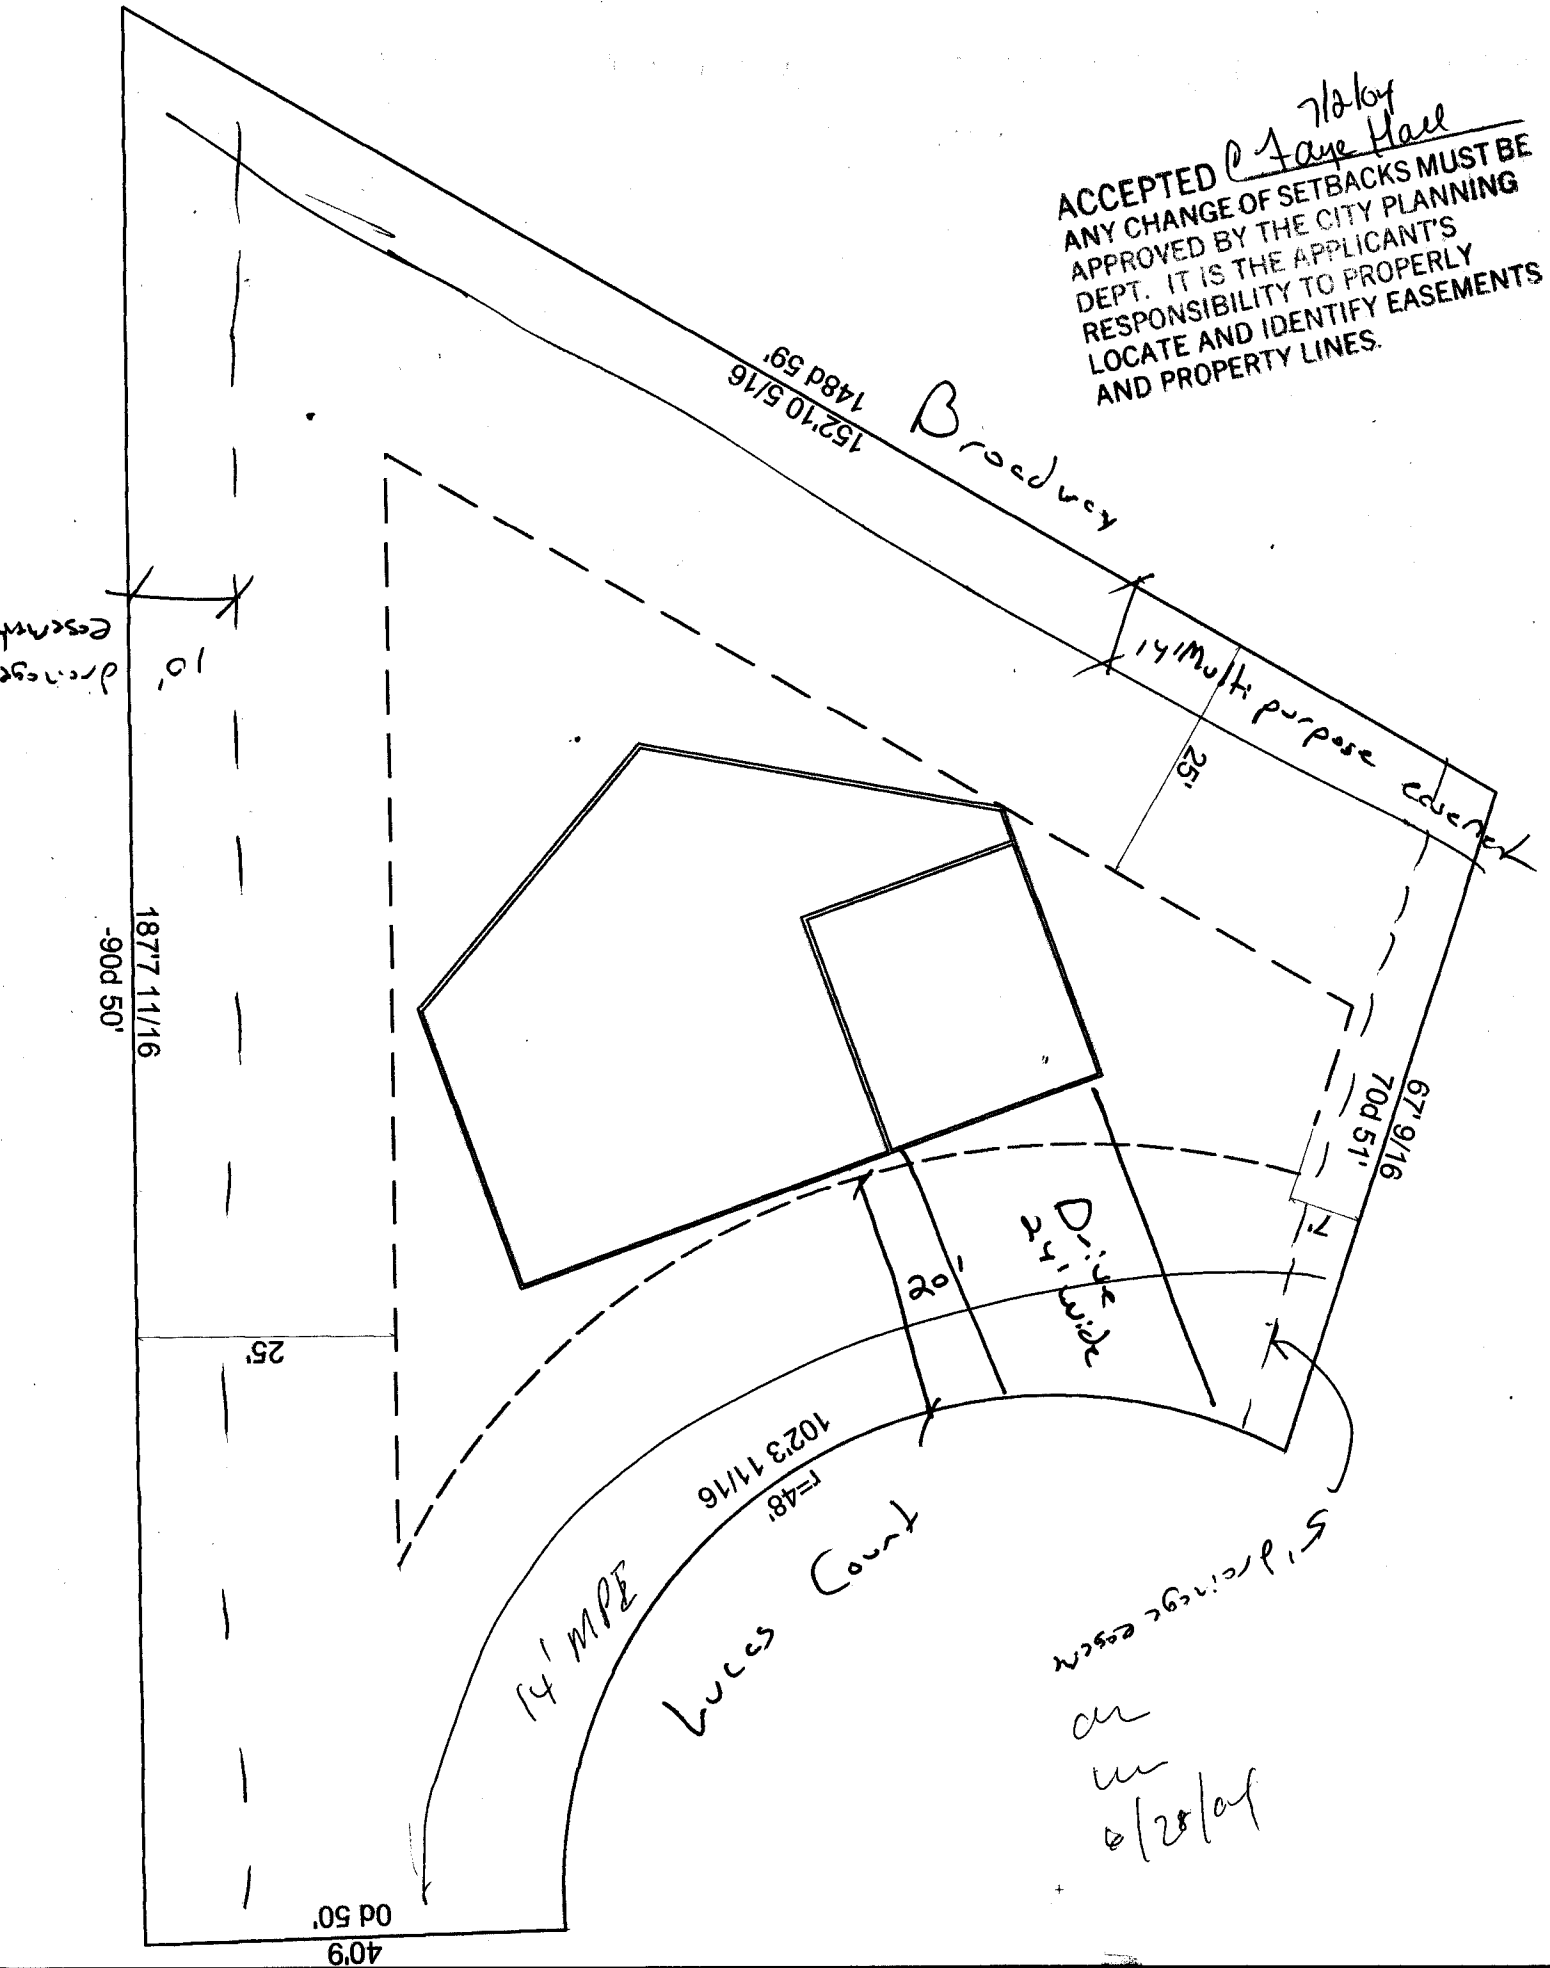 7/2/04
ACCEPTED C Faye Hall
ANY CHANGE OF SETBACKS MUST BE
APPROVED BY THE CITY PLANNING
DEPT. IT IS THE APPLICANT'S
RESPONSIBILITY TO PROPERLY
LOCATE AND IDENTIFY EASEMENTS
AND PROPERTY LINES.
148d 59'
152'10 5/16
Broadway
14' Multi purpose easement
25'
10'
drainage
easement
187'7 11/16
-90d 50'
67' 9/16
70d 51'
7'
Drive
24' wide
20'
25'
102'3 11/16
r=48'
14' MPE
Lucas Court
5' drainage easem
6/28/04
0d 50'
40'9